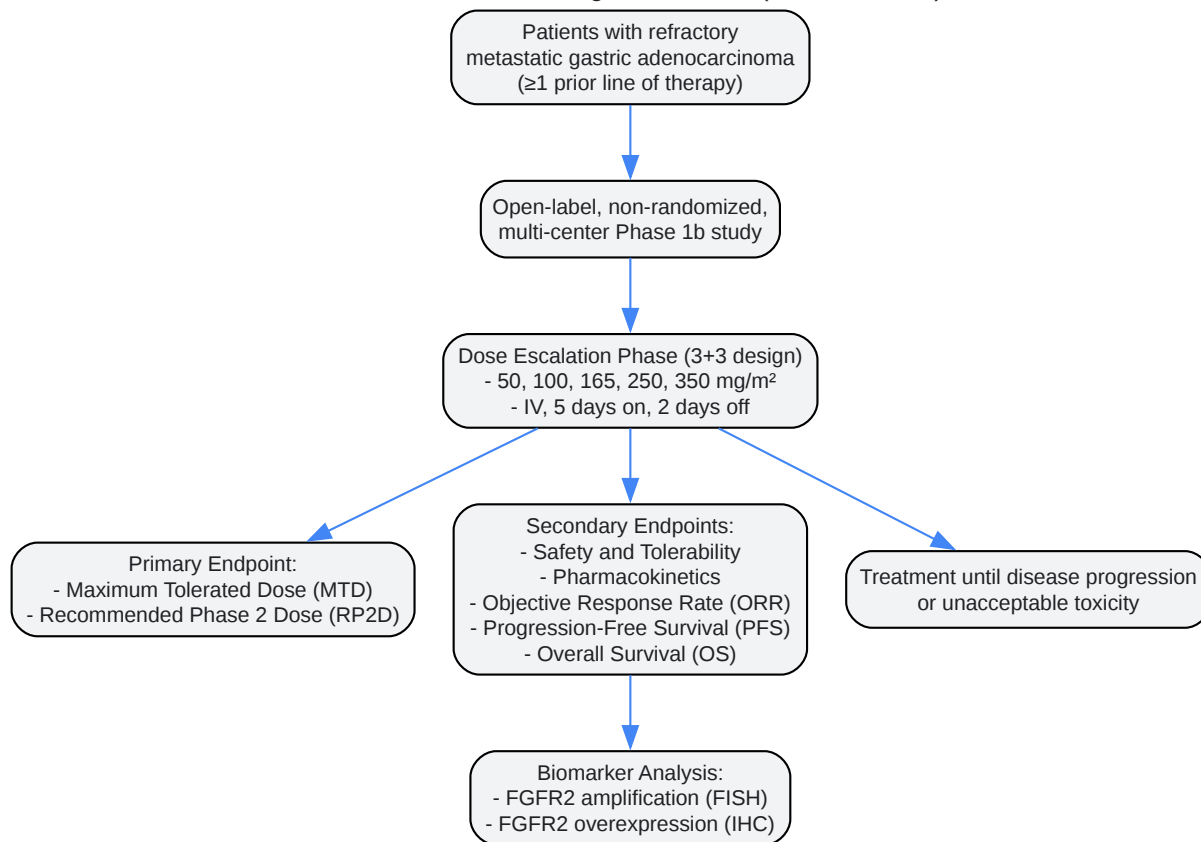 Patients with refractory
metastatic gastric adenocarcinoma
(≥1 prior line of therapy)
Open-label, non-randomized,
multi-center Phase 1b study
Dose Escalation Phase (3+3 design)
- 50, 100, 165, 250, 350 mg/m²
- IV, 5 days on, 2 days off
Primary Endpoint:
- Maximum Tolerated Dose (MTD)
- Recommended Phase 2 Dose (RP2D)
Secondary Endpoints:
- Safety and Tolerability
- Pharmacokinetics
- Objective Response Rate (ORR)
- Progression-Free Survival (PFS)
- Overall Survival (OS)
Treatment until disease progression
or unacceptable toxicity
Biomarker Analysis:
- FGFR2 amplification (FISH)
- FGFR2 overexpression (IHC)